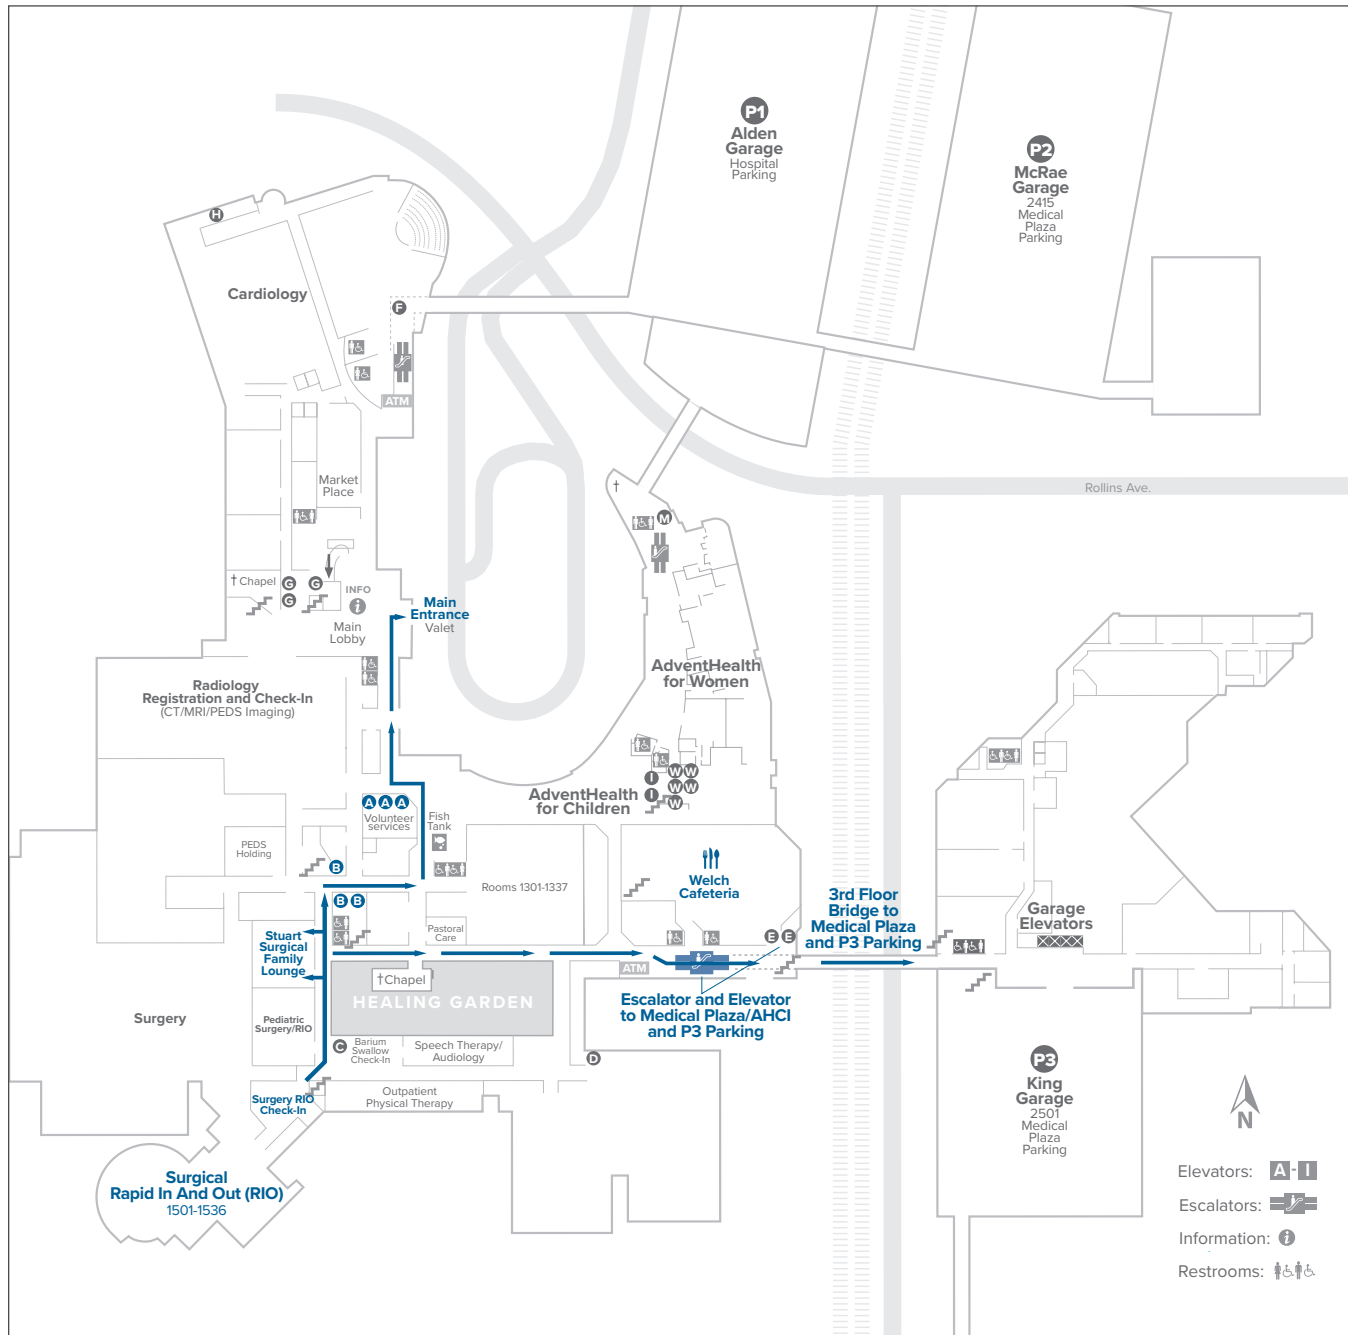 P1
Alden
Garage
Hospital
Parking
P2
McRae
Garage
2415
Medical
Plaza
Parking
H
Cardiology
F
ATM
Market
Place
M
Rollins Ave.
† Chapel
G
G
G
INFO
i
Main
Lobby
Main
Entrance
Valet
AdventHealth
for Women
Radiology
Registration and Check-In
(CT/MRI/PEDS Imaging)
AdventHealth
for Children
I
I
W W
W W
W
A A A
Volunteer
services
Fish
Tank
PEDS
Holding
B
Rooms 1301-1337
Welch
Cafeteria
B B
3rd Floor
Bridge to
Medical Plaza
and P3 Parking
Garage
Elevators
Stuart
Surgical
Family
Lounge
Pastoral
Care
E E
ATM
†Chapel
HEALING GARDEN
Escalator and Elevator
to Medical Plaza/AHCI
and P3 Parking
Surgery
Pediatric
Surgery/RIO
C
Barium
Swallow
Check-In
Speech Therapy/
Audiology
D
P3
King
Garage
2501
Medical
Plaza
Parking
Surgery RIO
Check-In
Outpatient
Physical Therapy
N
Surgical
Rapid In And Out (RIO)
1501-1536
Elevators: A - I
Escalators:
Information: i
Restrooms: